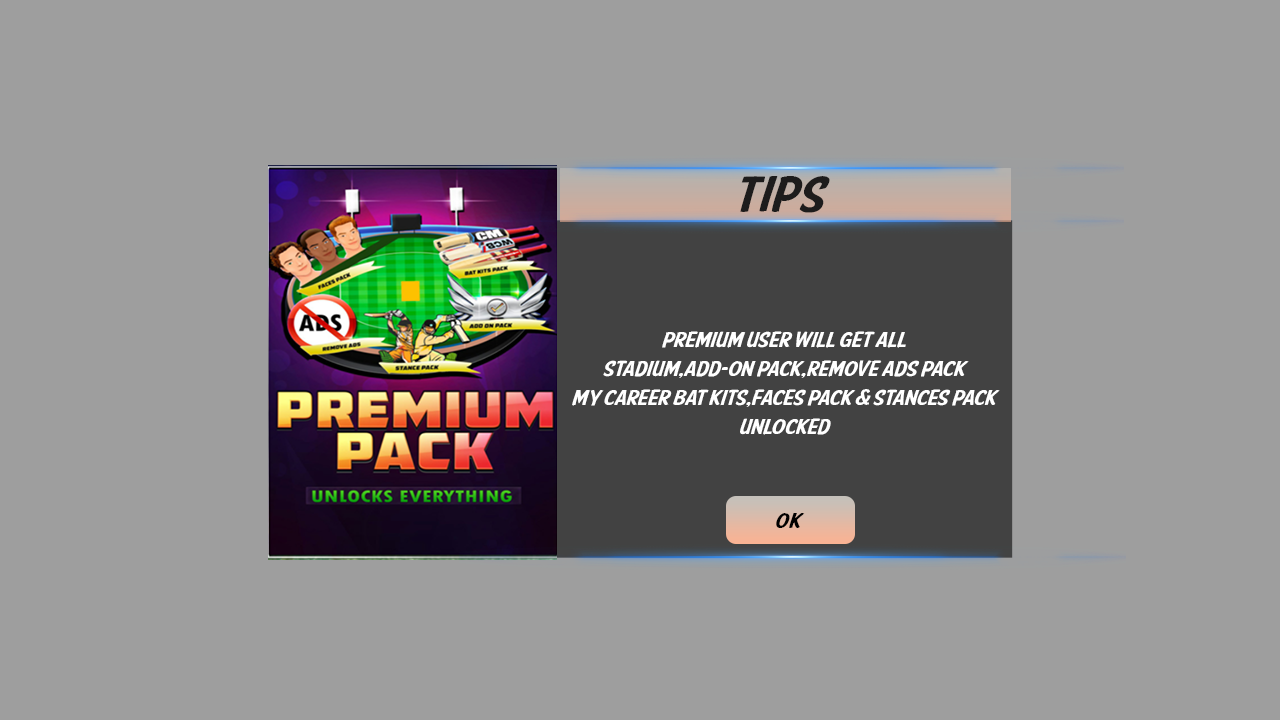 TIPS
FACES PACK
CM
WCB
BAT KITS PACK
ADS
REMOVE ADS
ADD ON PACK
STANCE PACK
PREMIUM
PACK
UNLOCKS EVERYTHING
PREMIUM USER WILL GET ALL
STADIUM,ADD-ON PACK,REMOVE ADS PACK
MY CAREER BAT KITS,FACES PACK & STANCES PACK
UNLOCKED
OK